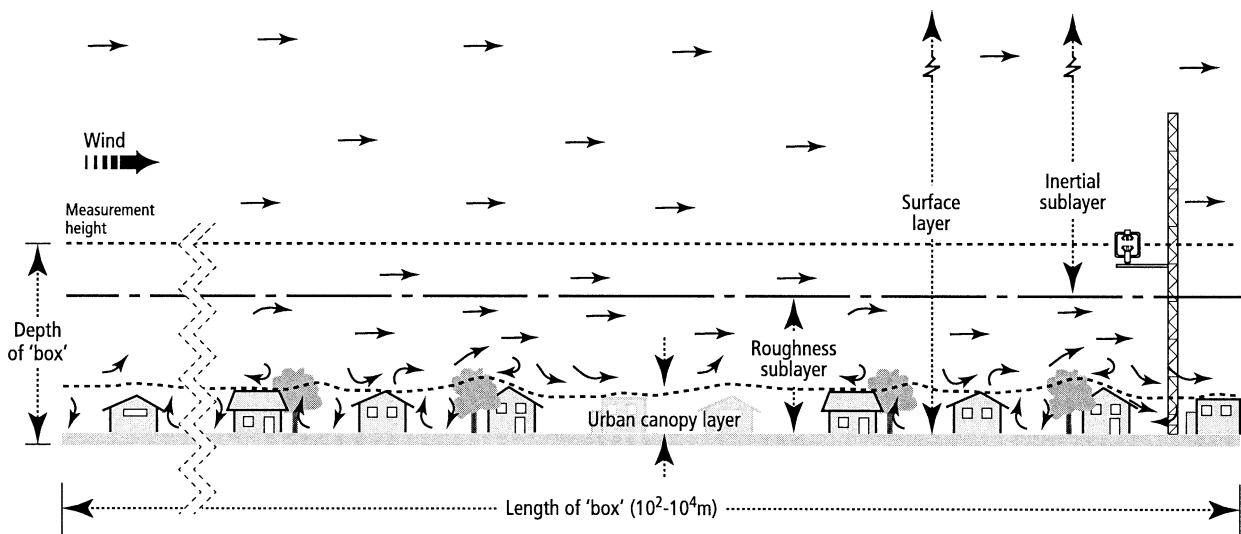 Wind
Measurement
height
Surface
layer
Inertial
sublayer
Depth
of 'box'
Roughness
sublayer
Urban canopy layer
Length of 'box' (10²-10⁴m)